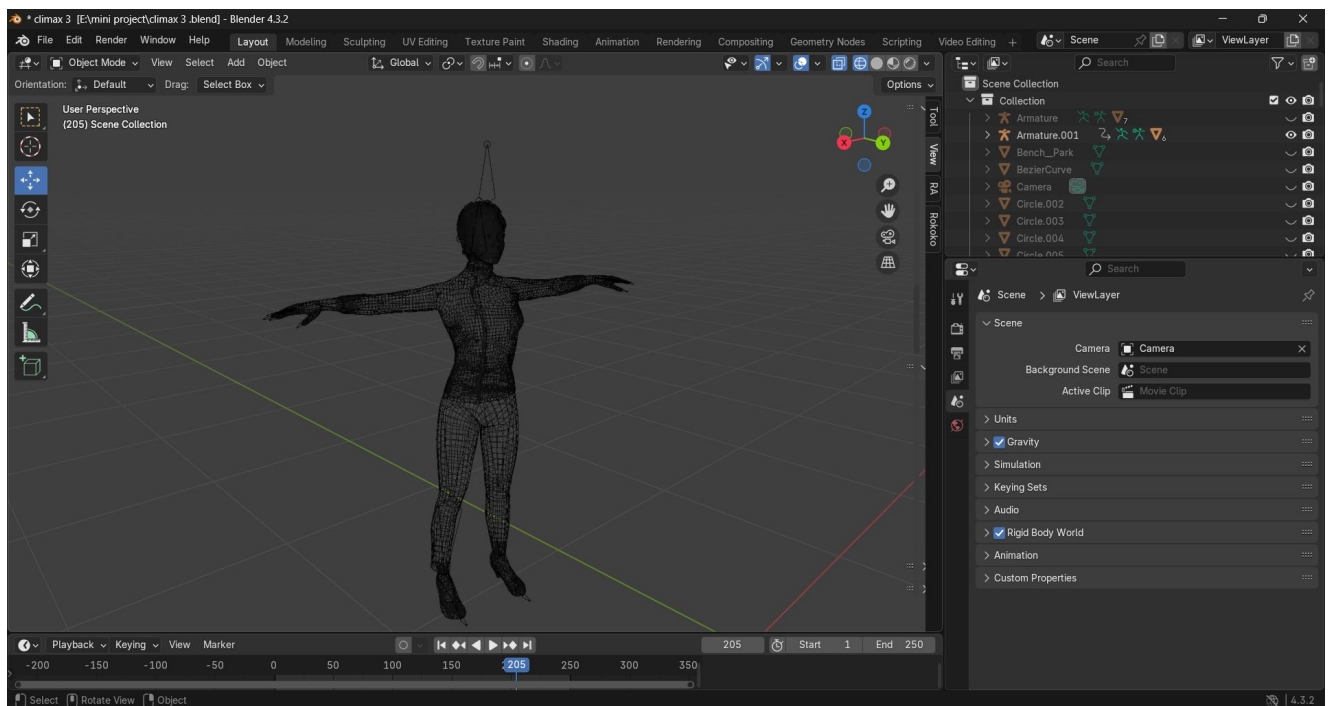 * climax 3 [E:\mini project\climax 3 .blend] - Blender 4.3.2
File Edit Render Window Help Layout Modeling Sculpting UV Editing Texture Paint Shading Animation Rendering Compositing Geometry Nodes Scripting Video Editing + Scene ViewLayer
Object Mode View Select Add Object Global Search
Orientation: Default Drag: Select Box Options
User Perspective
(205) Scene Collection
X
Y
Z
Tool
View
RA
Rokoko
Scene Collection
Collection
Armature 7
Armature.001 6
Bench_Park
BezierCurve
Camera
Circle.002
Circle.003
Circle.004
Circle.005
Search
Scene > ViewLayer
Scene
Camera Camera
Background Scene Scene
Active Clip Movie Clip
Units
Gravity
Simulation
Keying Sets
Audio
Rigid Body World
Animation
Custom Properties
Playback Keying View Marker 205 Start 1 End 250
-200 -150 -100 -50 0 50 100 150 205 250 300 350
Select Rotate View Object 4.3.2